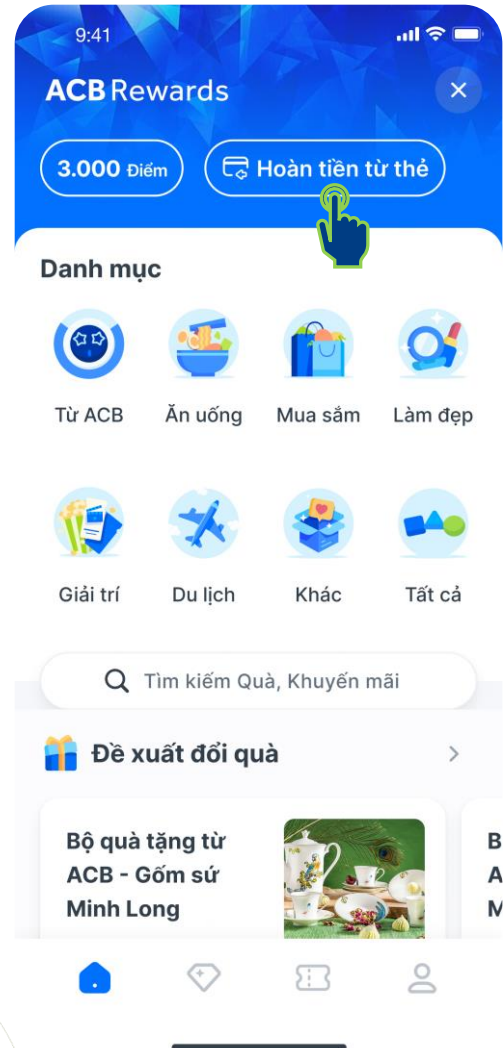 9:41
ACB Rewards
3.000 Điểm
Hoàn tiền từ thẻ
Danh mục
Từ ACB
Ăn uống
Mua sắm
Làm đẹp
Giải trí
Du lịch
Khác
Tất cả
Tìm kiếm Quà, Khuyến mãi
Đề xuất đổi quà
Bộ quà tặng từ
ACB - Gốm sứ
Minh Long
B
A
M